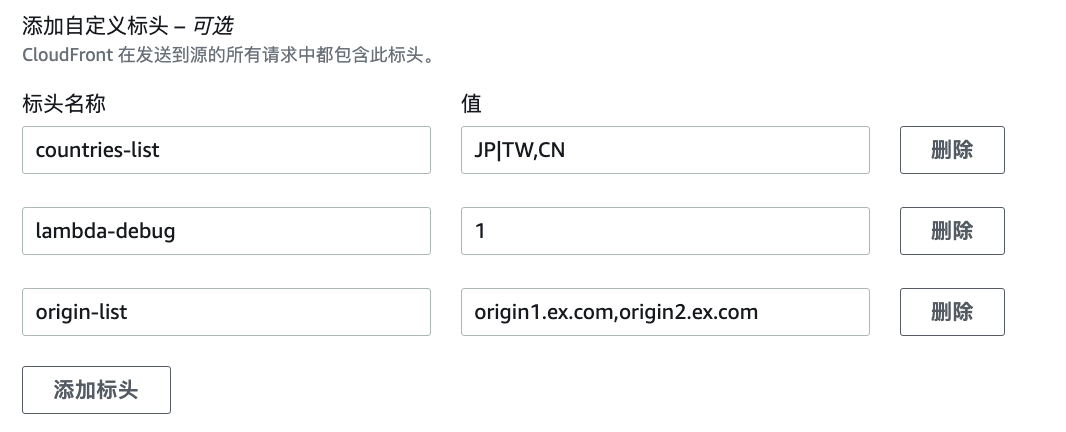 添加自定义标头 – 可选
CloudFront 在发送到源的所有请求中都包含此标头。
标头名称 值
countries-list JP|TW,CN 删除
lambda-debug 1 删除
origin-list origin1.ex.com,origin2.ex.com 删除
添加标头